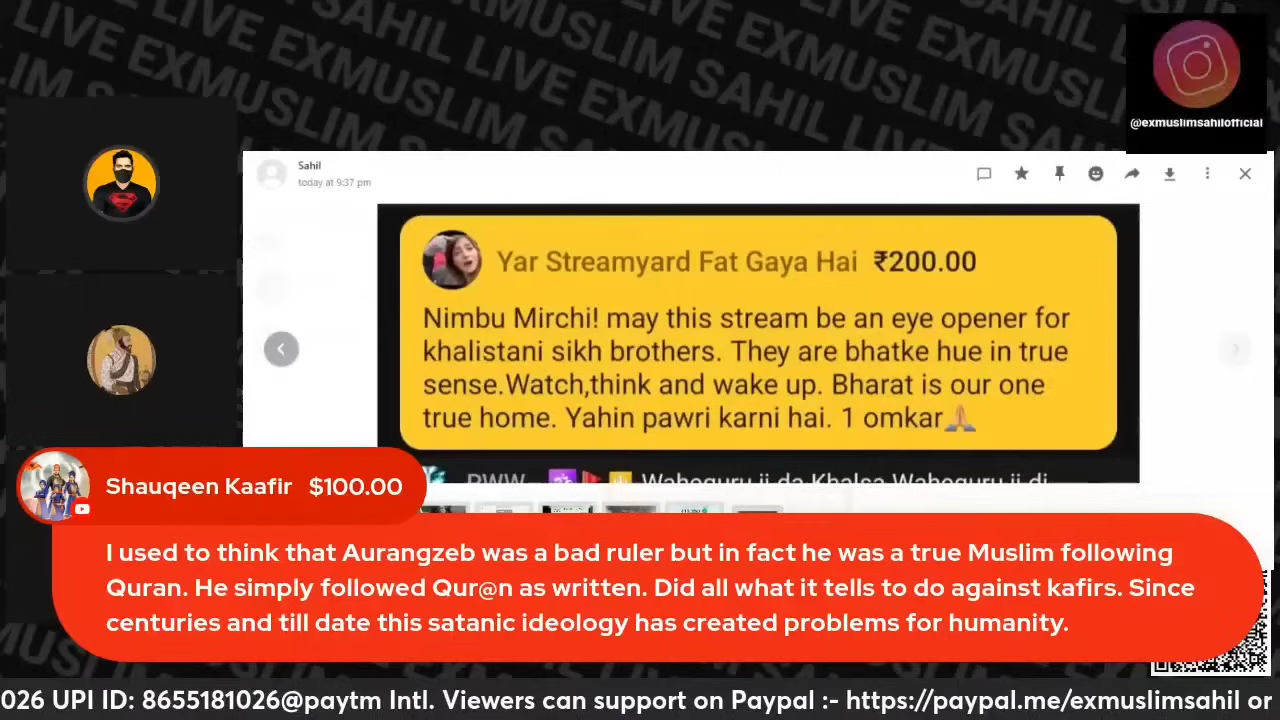 LIVE EXMUSLIM SAHIL LIVE EXMUSLIM SAHIL LIVE
@exmuslimsahilofficial
Sahil
today at 9:37 pm
Yar Streamyard Fat Gaya Hai ₹200.00
Nimbu Mirchi! may this stream be an eye opener for
khalistani sikh brothers. They are bhatke hue in true
sense.Watch,think and wake up. Bharat is our one
true home. Yahin pawri karni hai. 1 omkar🙏
RWW Waheguru ji da Khalsa Waheguru ji di
Shauqeen Kaafir $100.00
I used to think that Aurangzeb was a bad ruler but in fact he was a true Muslim following
Quran. He simply followed Qur@n as written. Did all what it tells to do against kafirs. Since
centuries and till date this satanic ideology has created problems for humanity.
026 UPI ID: 8655181026@paytm Intl. Viewers can support on Paypal :- https://paypal.me/exmuslimsahil or